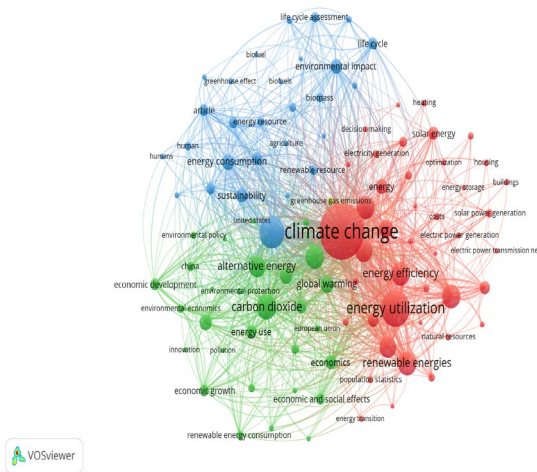 life cycle assessment
life cycle
biofuel
environmental impact
greenhouse effect
biofuels
biomass
heating
article
energy resource
decision making
solar energy
human
agriculture
electricity generation
humans
energy consumption
renewable resource
optimization
housing
energy
energy storage
buildings
sustainability
greenhouse gas emissions
costs
solar power generation
united states
climate change
environmental policy
electric power generation
electric power transmission ne
china
alternative energy
global warming
energy efficiency
economic development
environmental protection
environmental economics
carbon dioxide
energy utilization
energy use
european union
natural resources
innovation
pollution
economics
renewable energies
population statistics
economic growth
economic and social effects
energy transition
renewable energy consumption
VOSviewer